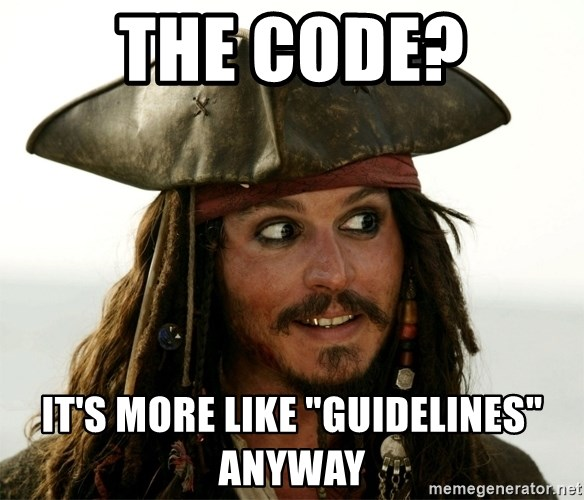 THE CODE?
IT'S MORE LIKE "GUIDELINES"
ANYWAY
memegenerator.net